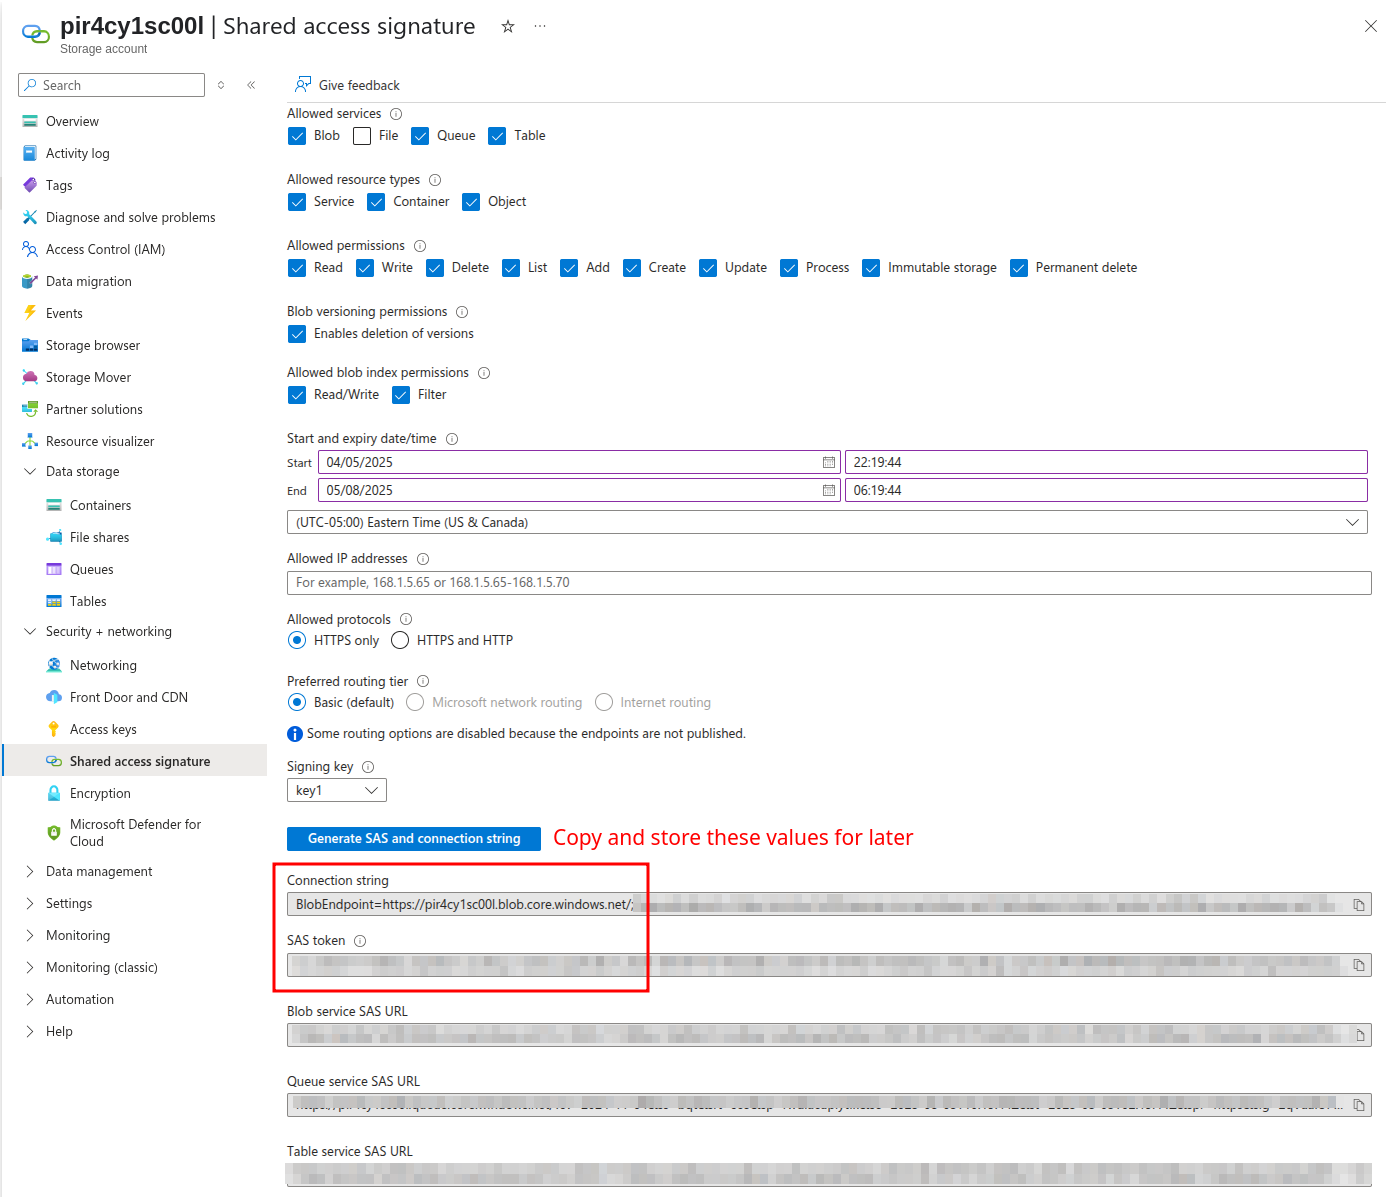 pir4cy1sc00l | Shared access signature
Storage account
Search
Give feedback
Overview
Activity log
Tags
Diagnose and solve problems
Access Control (IAM)
Data migration
Events
Storage browser
Storage Mover
Partner solutions
Resource visualizer
Data storage
Containers
File shares
Queues
Tables
Security + networking
Networking
Front Door and CDN
Access keys
Shared access signature
Encryption
Microsoft Defender for
Cloud
Data management
Settings
Monitoring
Monitoring (classic)
Automation
Help
Allowed services
Blob File Queue Table
Allowed resource types
Service Container Object
Allowed permissions
Read Write Delete List Add Create Update Process Immutable storage Permanent delete
Blob versioning permissions
Enables deletion of versions
Allowed blob index permissions
Read/Write Filter
Start and expiry date/time
Start 04/05/2025 22:19:44
End 05/08/2025 06:19:44
(UTC-05:00) Eastern Time (US & Canada)
Allowed IP addresses
For example, 168.1.5.65 or 168.1.5.65-168.1.5.70
Allowed protocols
HTTPS only HTTPS and HTTP
Preferred routing tier
Basic (default) Microsoft network routing Internet routing
Some routing options are disabled because the endpoints are not published.
Signing key
key1
Generate SAS and connection string Copy and store these values for later
Connection string
BlobEndpoint=https://pir4cy1sc00l.blob.core.windows.net/;
SAS token
Blob service SAS URL
Queue service SAS URL
Table service SAS URL